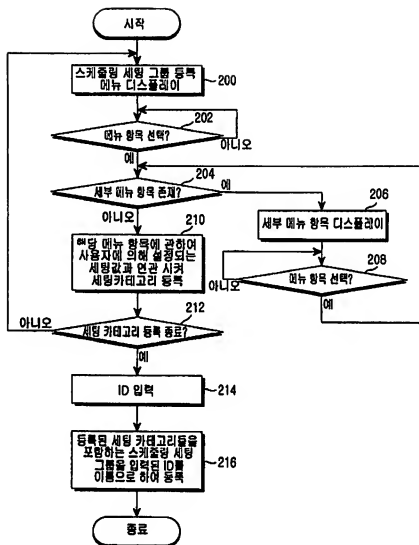 시작
스케쥴링 세팅 그룹 등록
메뉴 디스플레이
200
202
메뉴 항목 선택?
아니오
예
204
세부 메뉴 항목 존재?
예
아니오
206
세부 메뉴 항목 디스플레이
208
메뉴 항목 선택?
아니오
예
210
해당 메뉴 항목에 관하여
사용자에 의해 설정되는
세팅값과 연관 시켜
세팅카테고리 등록
212
세팅 카테고리 등록 종료?
아니오
예
ID 입력
214
등록된 세팅 카테고리들을
포함하는 스케쥴링 세팅
그룹을 입력된 ID를
이름으로 하여 등록
216
종료